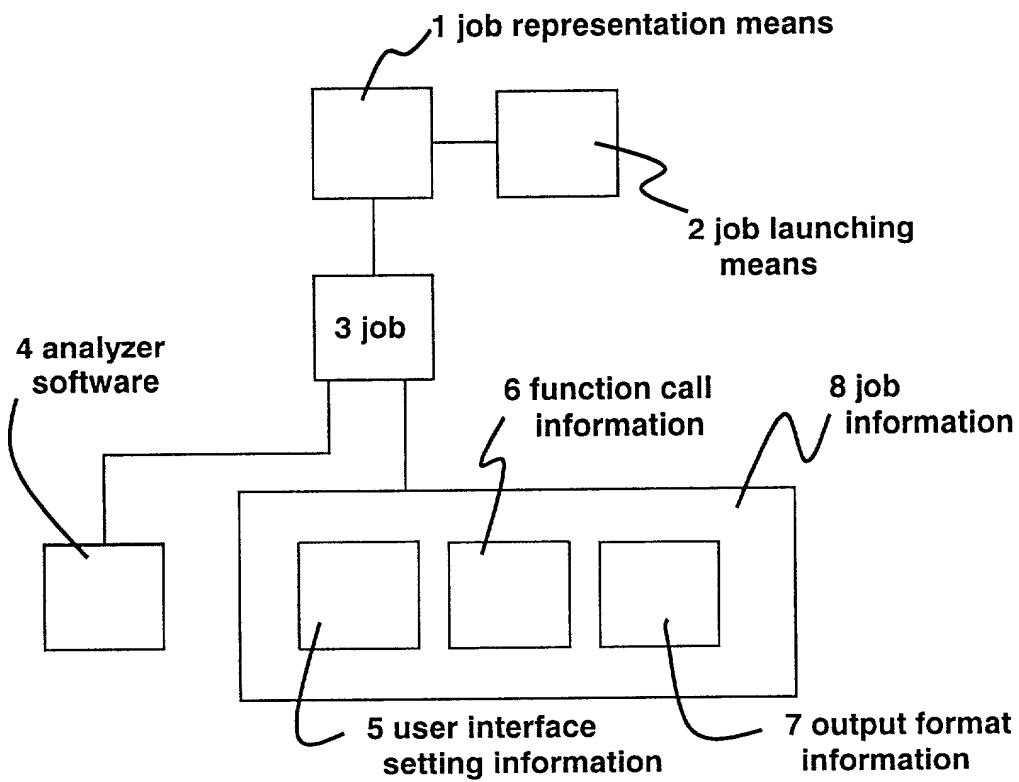 1 job representation means
2 job launching
means
3 job
4 analyzer
software
6 function call
information
8 job
information
5 user interface
setting information
7 output format
information